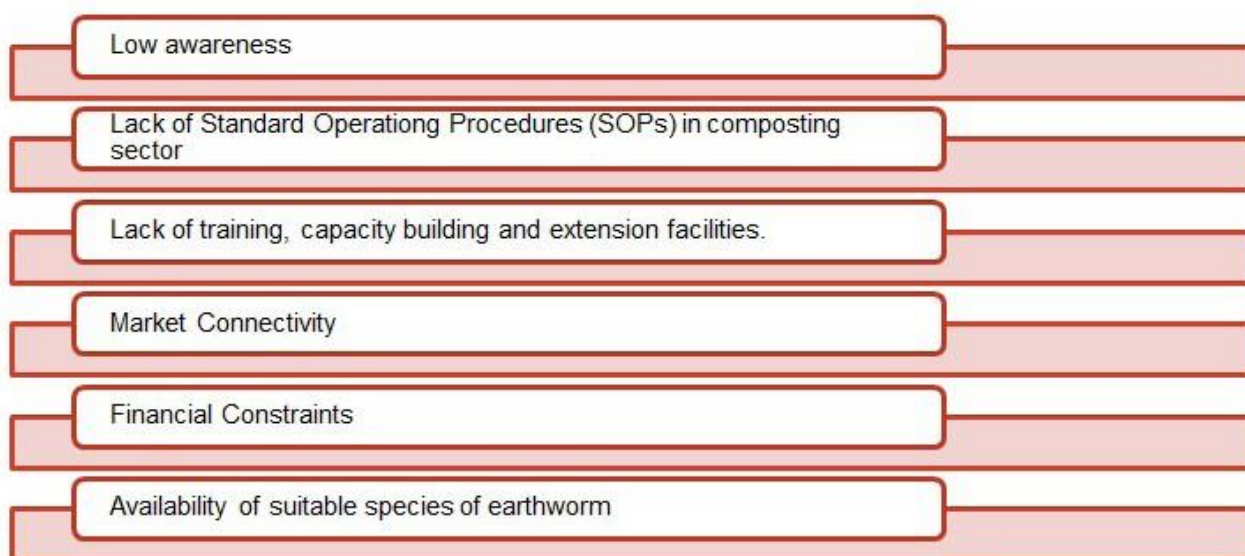 Low awareness
Lack of Standard Operationg Procedures (SOPs) in composting
sector
Lack of training, capacity building and extension facilities.
Market Connectivity
Financial Constraints
Availability of suitable species of earthworm